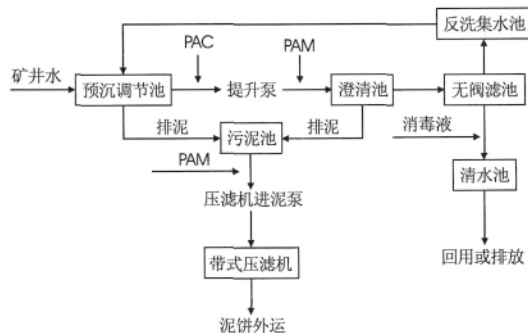 反洗集水池
PAC
PAM
矿井水
预沉调节池
提升泵
澄清池
无阀滤池
排泥
污泥池
排泥
消毒液
PAM
清水池
压滤机进泥泵
带式压滤机
回用或排放
泥饼外运